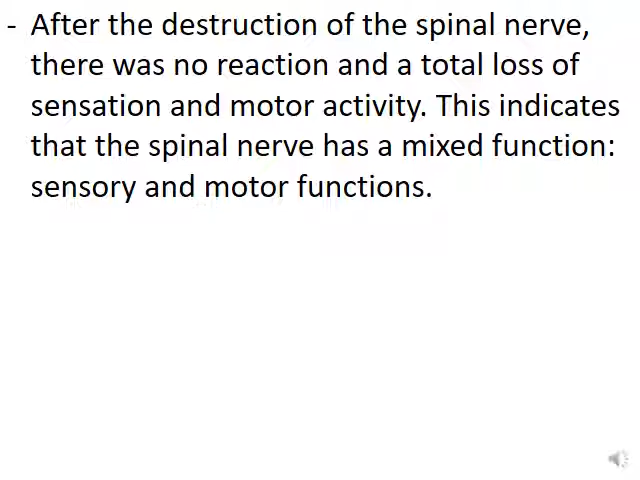 - After the destruction of the spinal nerve,
there was no reaction and a total loss of
sensation and motor activity. This indicates
that the spinal nerve has a mixed function:
sensory and motor functions.